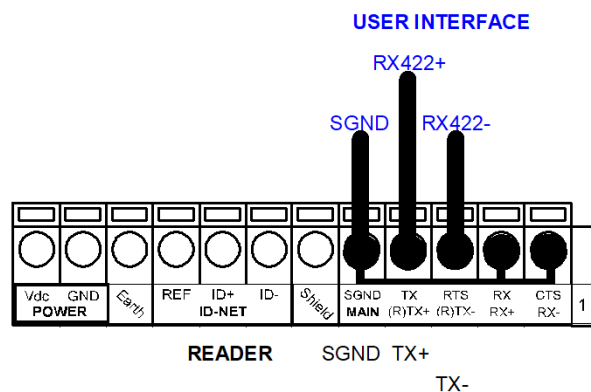 USER INTERFACE
RX422+
SGND RX422-
Vdc GND Earth REF ID+ ID- Shield SGND TX RTS RX CTS 1
POWER ID-NET MAIN (R)TX+ (R)TX- RX+ RX-
READER SGND TX+
TX-